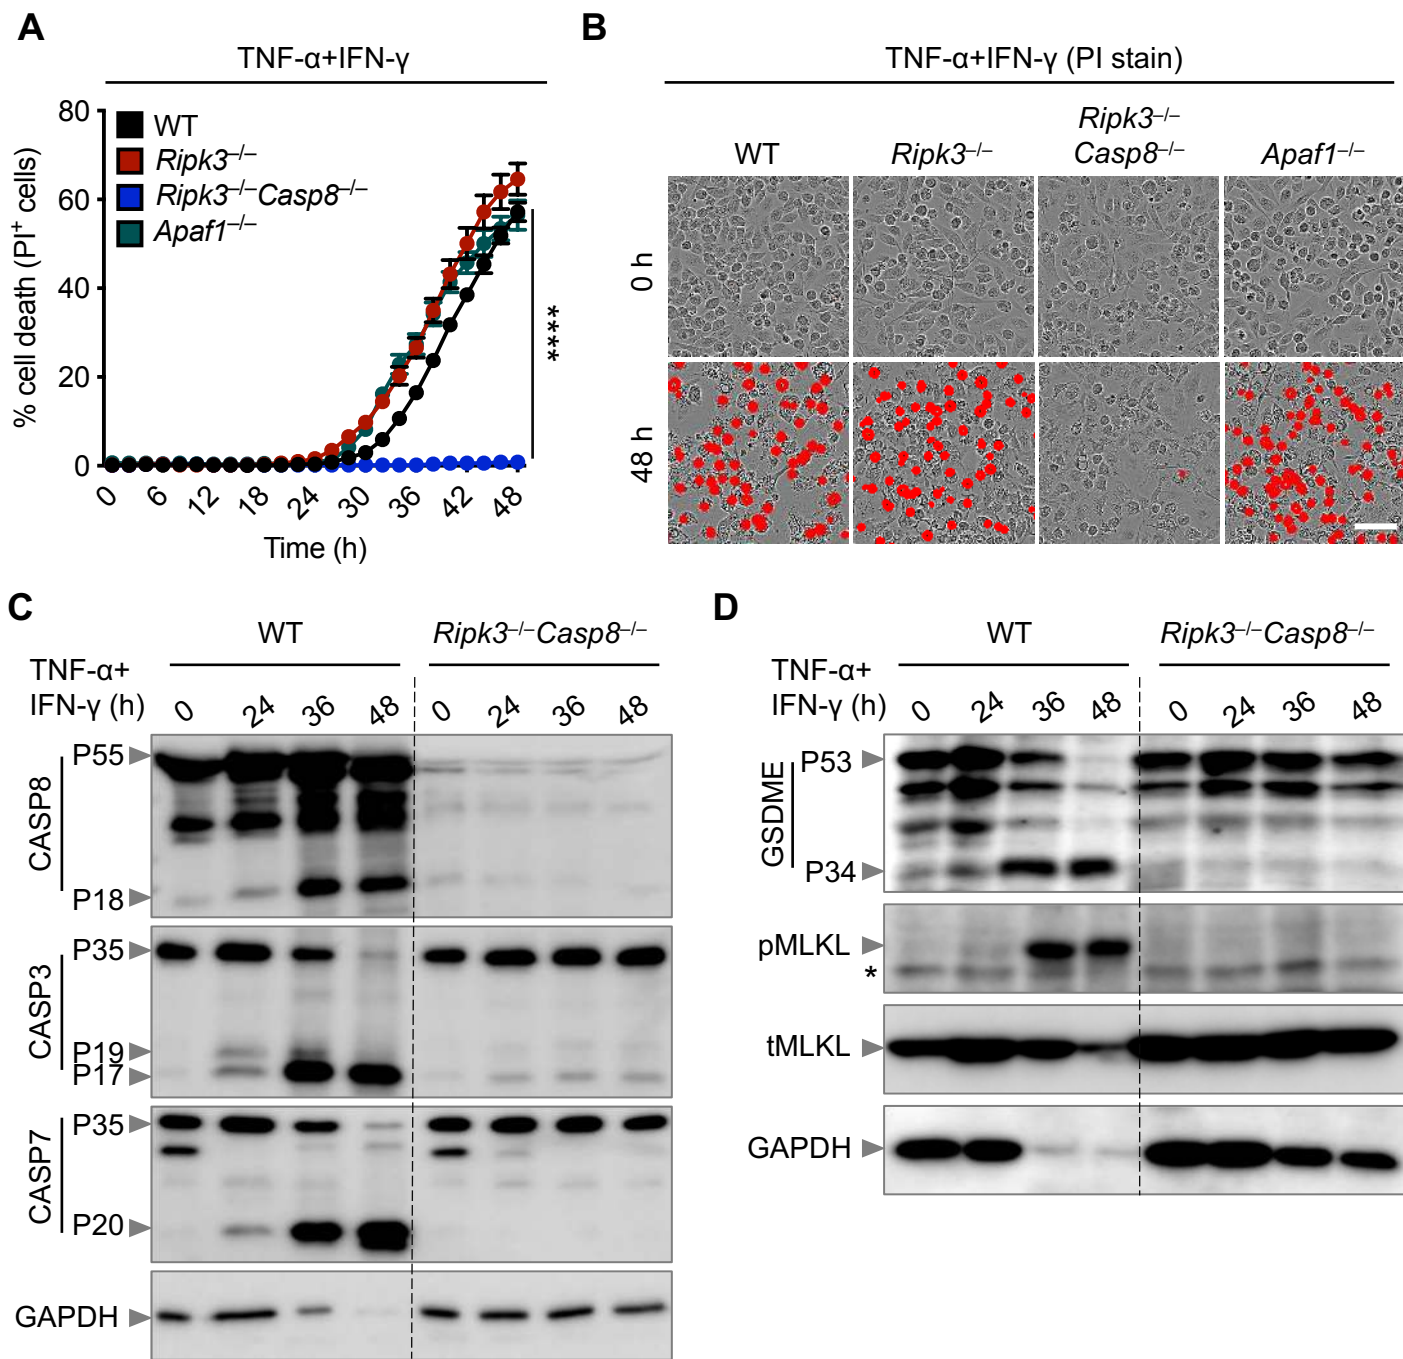 A
TNF-α+IFN-γ
% cell death (PI⁺ cells)
80
60
40
20
0
WT
Ripk3–/–
Ripk3–/–Casp8–/–
Apaf1–/–
****
0 6 12 18 24 30 36 42 48
Time (h)
B
TNF-α+IFN-γ (PI stain)
WT
Ripk3–/–
Ripk3–/–
Casp8–/–
Apaf1–/–
0 h
48 h
C
WT Ripk3–/–Casp8–/–
TNF-α+
IFN-γ (h) 0 24 36 48 0 24 36 48
CASP8
P55
P18
CASP3
P35
P19
P17
CASP7
P35
P20
GAPDH
D
WT Ripk3–/–Casp8–/–
TNF-α+
IFN-γ (h) 0 24 36 48 0 24 36 48
GSDME
P53
P34
pMLKL
*
tMLKL
GAPDH